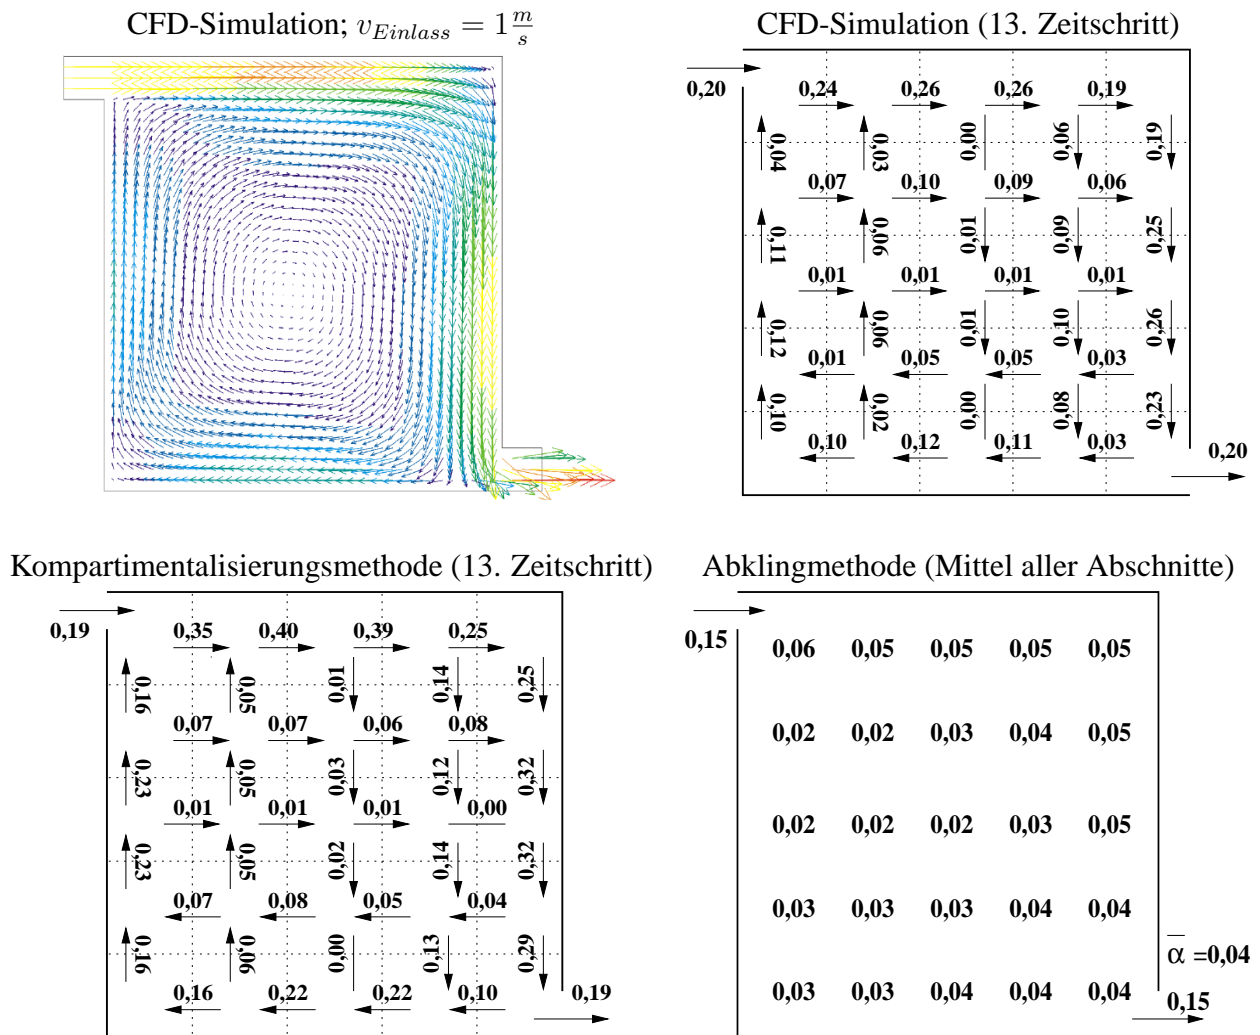 CFD-Simulation; v_Einlass = 1 m/s
CFD-Simulation (13. Zeitschritt)
0,20
0,24 0,26 0,26 0,19
0,04 0,03 0,00 0,06 0,19
0,07 0,10 0,09 0,06
0,11 0,06 0,01 0,09 0,25
0,01 0,01 0,01 0,01
0,12 0,06 0,01 0,10 0,26
0,01 0,05 0,05 0,03
0,10 0,02 0,00 0,08 0,23
0,10 0,12 0,11 0,03
0,20
Kompartimentalisierungsmethode (13. Zeitschritt)
0,19
0,35 0,40 0,39 0,25
0,16 0,05 0,01 0,14 0,25
0,07 0,07 0,06 0,08
0,23 0,05 0,03 0,12 0,32
0,01 0,01 0,01 0,00
0,23 0,05 0,02 0,14 0,32
0,07 0,08 0,05 0,04
0,16 0,06 0,00 0,13 0,29
0,16 0,22 0,22 0,10
0,19
Abklingmethode (Mittel aller Abschnitte)
0,15
0,06 0,05 0,05 0,05 0,05
0,02 0,02 0,03 0,04 0,05
0,02 0,02 0,02 0,03 0,05
0,03 0,03 0,03 0,04 0,04
α̅ =0,04
0,03 0,03 0,04 0,04 0,04
0,15